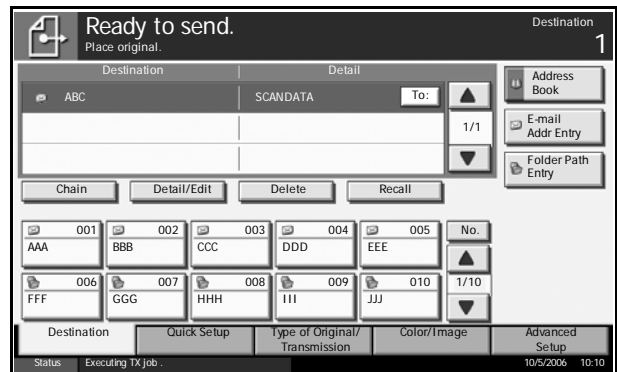 Ready to send.
Place original.
Destination
1
Destination Detail
ABC SCANDATA To:
1/1
Address
Book
E-mail
Addr Entry
Folder Path
Entry
Chain Detail/Edit Delete Recall
001 002 003 004 005 No.
AAA BBB CCC DDD EEE
006 007 008 009 010 1/10
FFF GGG HHH III JJJ
Destination Quick Setup Type of Original/
Transmission Color/Image Advanced
Setup
Status Executing TX job . 10/5/2006 10:10